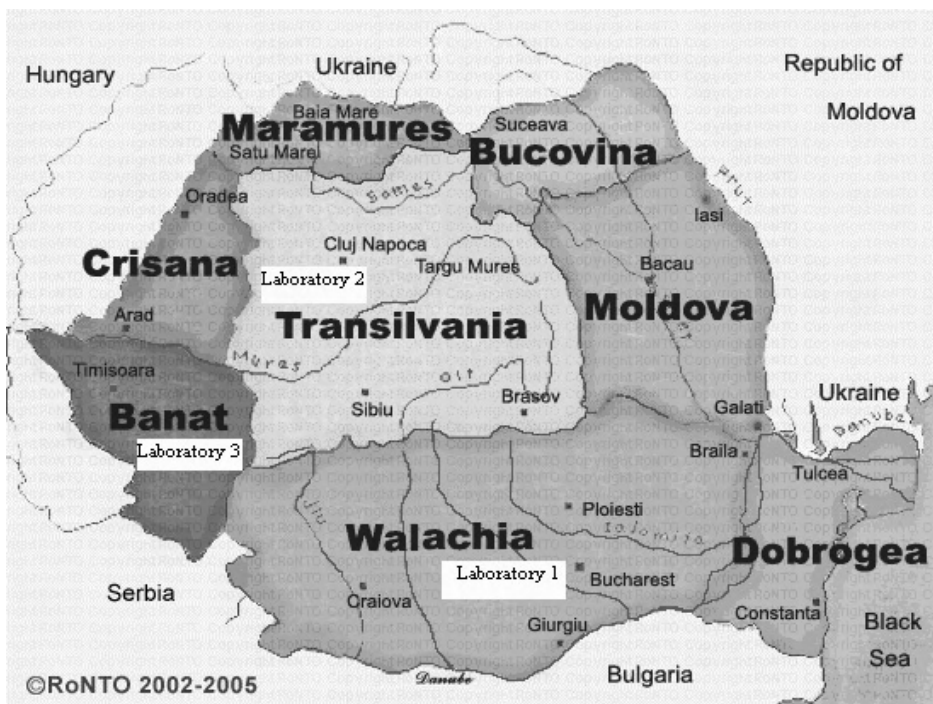 Hungary
Ukraine
Republic of
Moldova
Baia Mare
Maramures
Suceava
Satu Marei
Bucovina
Somes
Prut
Oradea
Iasi
Cluj Napoca
Crisana
Laboratory 2
Targu Mures
Bacau
Transilvania
Moldova
Arad
Mures
Timisoara
Olt
Banat
Sibiu
Brasov
Galati
Ukraine
Danube
Laboratory 3
Braila
Tulcea
Jiu
Ploiesti
Walachia
Ialomita
Dobrogea
Laboratory 1
Bucharest
Serbia
Craiova
Constanta
Giurgiu
Black
Sea
Bulgaria
Danube
©RoNTO 2002-2005